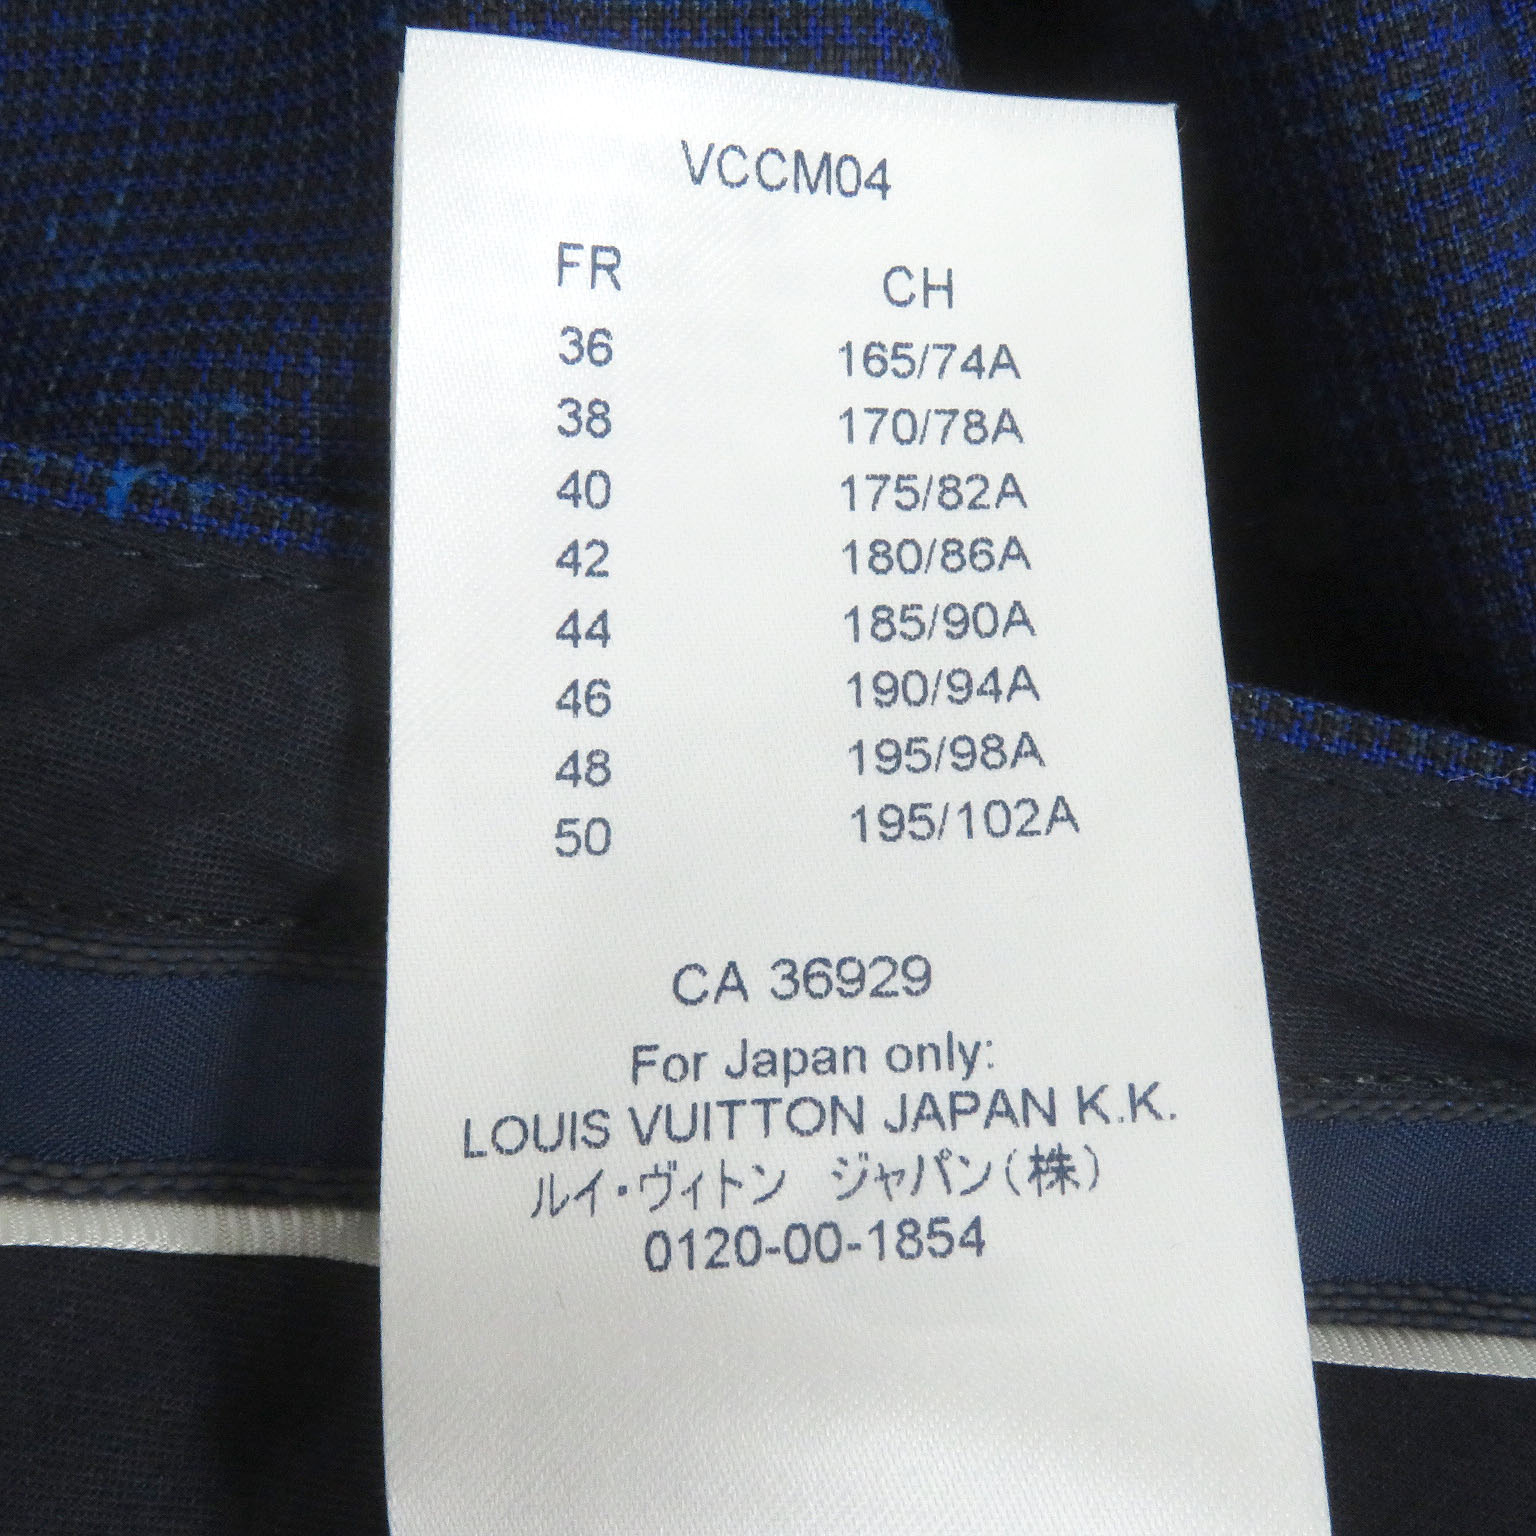 VCCM04
FR CH
36 165/74A
38 170/78A
40 175/82A
42 180/86A
44 185/90A
46 190/94A
48 195/98A
50 195/102A
CA 36929
For Japan only:
LOUIS VUITTON JAPAN K.K.
ルイ・ヴィトン ジャパン(株)
0120-00-1854